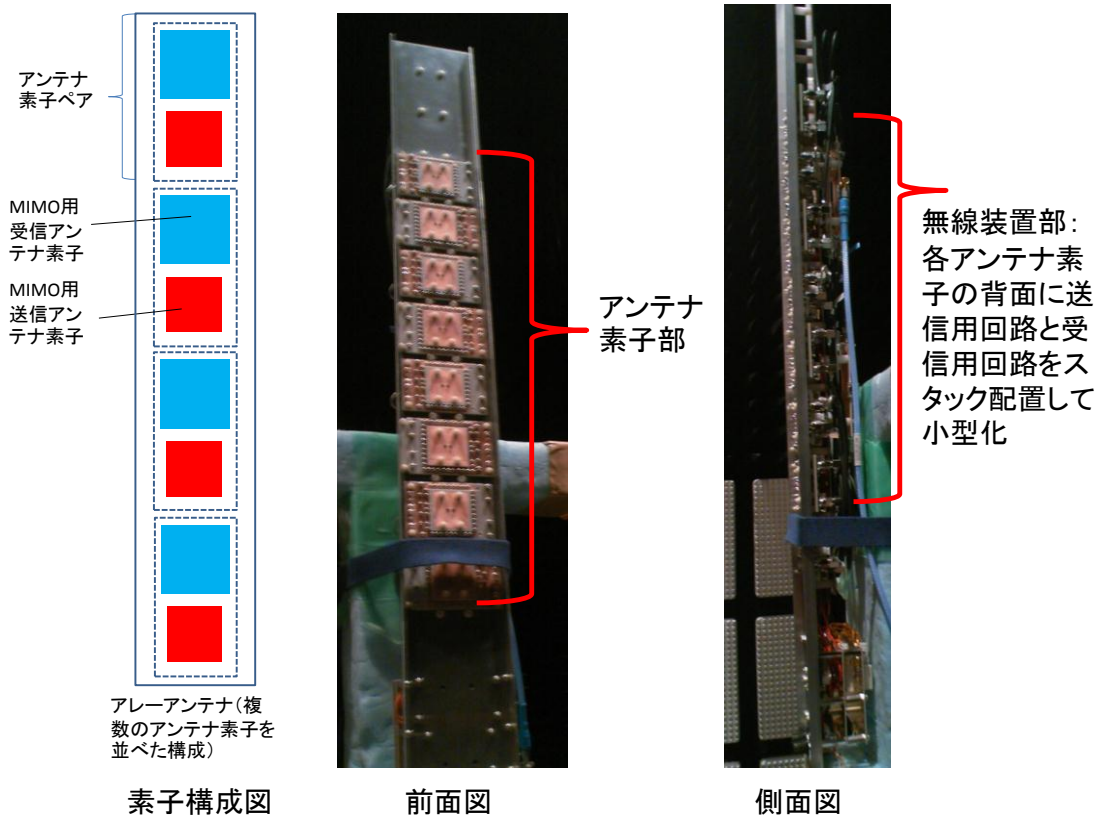 アンテナ
素子ペア
MIMO用
受信アン
テナ素子
MIMO用
送信アン
テナ素子
アレーアンテナ（複
数のアンテナ素子を
並べた構成）
素子構成図
アンテナ
素子部
前面図
無線装置部：
各アンテナ素
子の背面に送
信用回路と受
信用回路をス
タック配置して
小型化
側面図